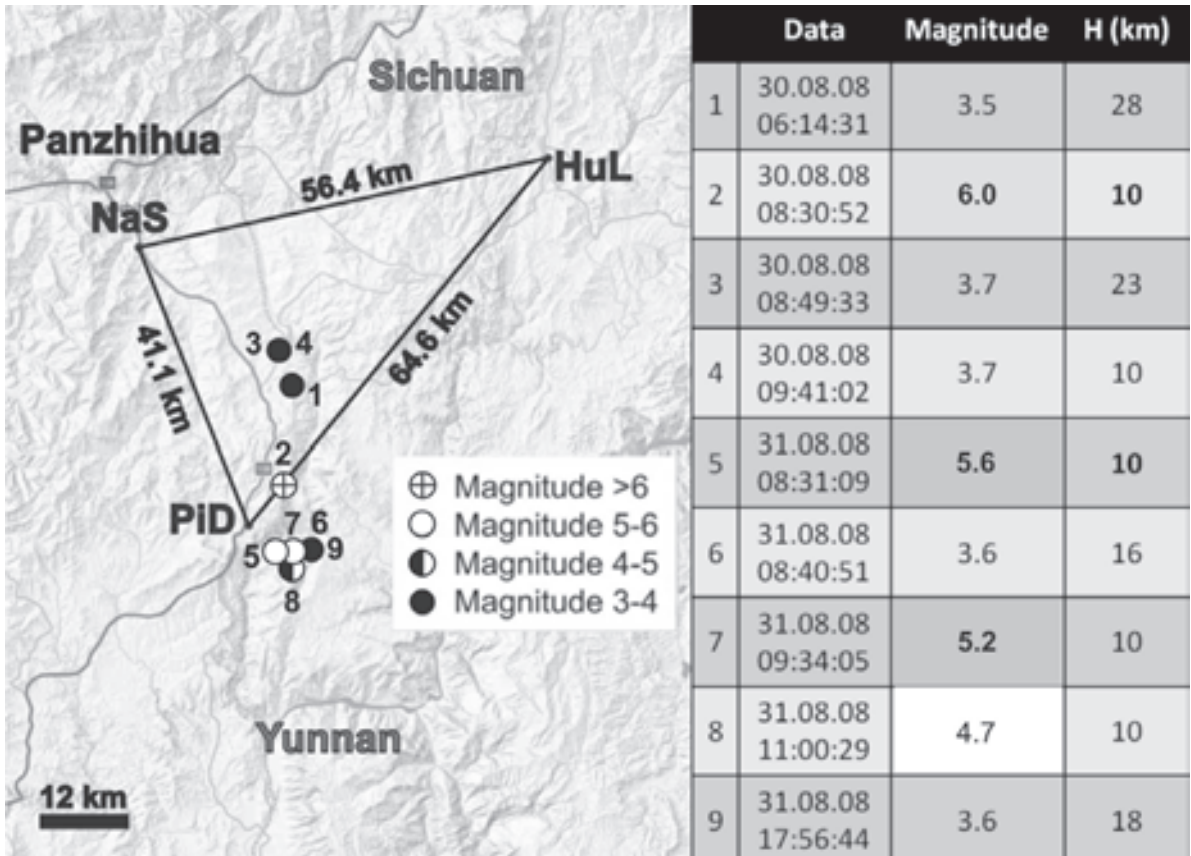 Sichuan
Panzhihua
HuL
56.4 km
NaS
41.1 km
64.6 km
3 4
1
2
PiD
7 6
5 9
8
Magnitude >6
Magnitude 5-6
Magnitude 4-5
Magnitude 3-4
Yunnan
12 km
Data Magnitude H (km)
1 30.08.08 06:14:31 3.5 28
2 30.08.08 08:30:52 6.0 10
3 30.08.08 08:49:33 3.7 23
4 30.08.08 09:41:02 3.7 10
5 31.08.08 08:31:09 5.6 10
6 31.08.08 08:40:51 3.6 16
7 31.08.08 09:34:05 5.2 10
8 31.08.08 11:00:29 4.7 10
9 31.08.08 17:56:44 3.6 18